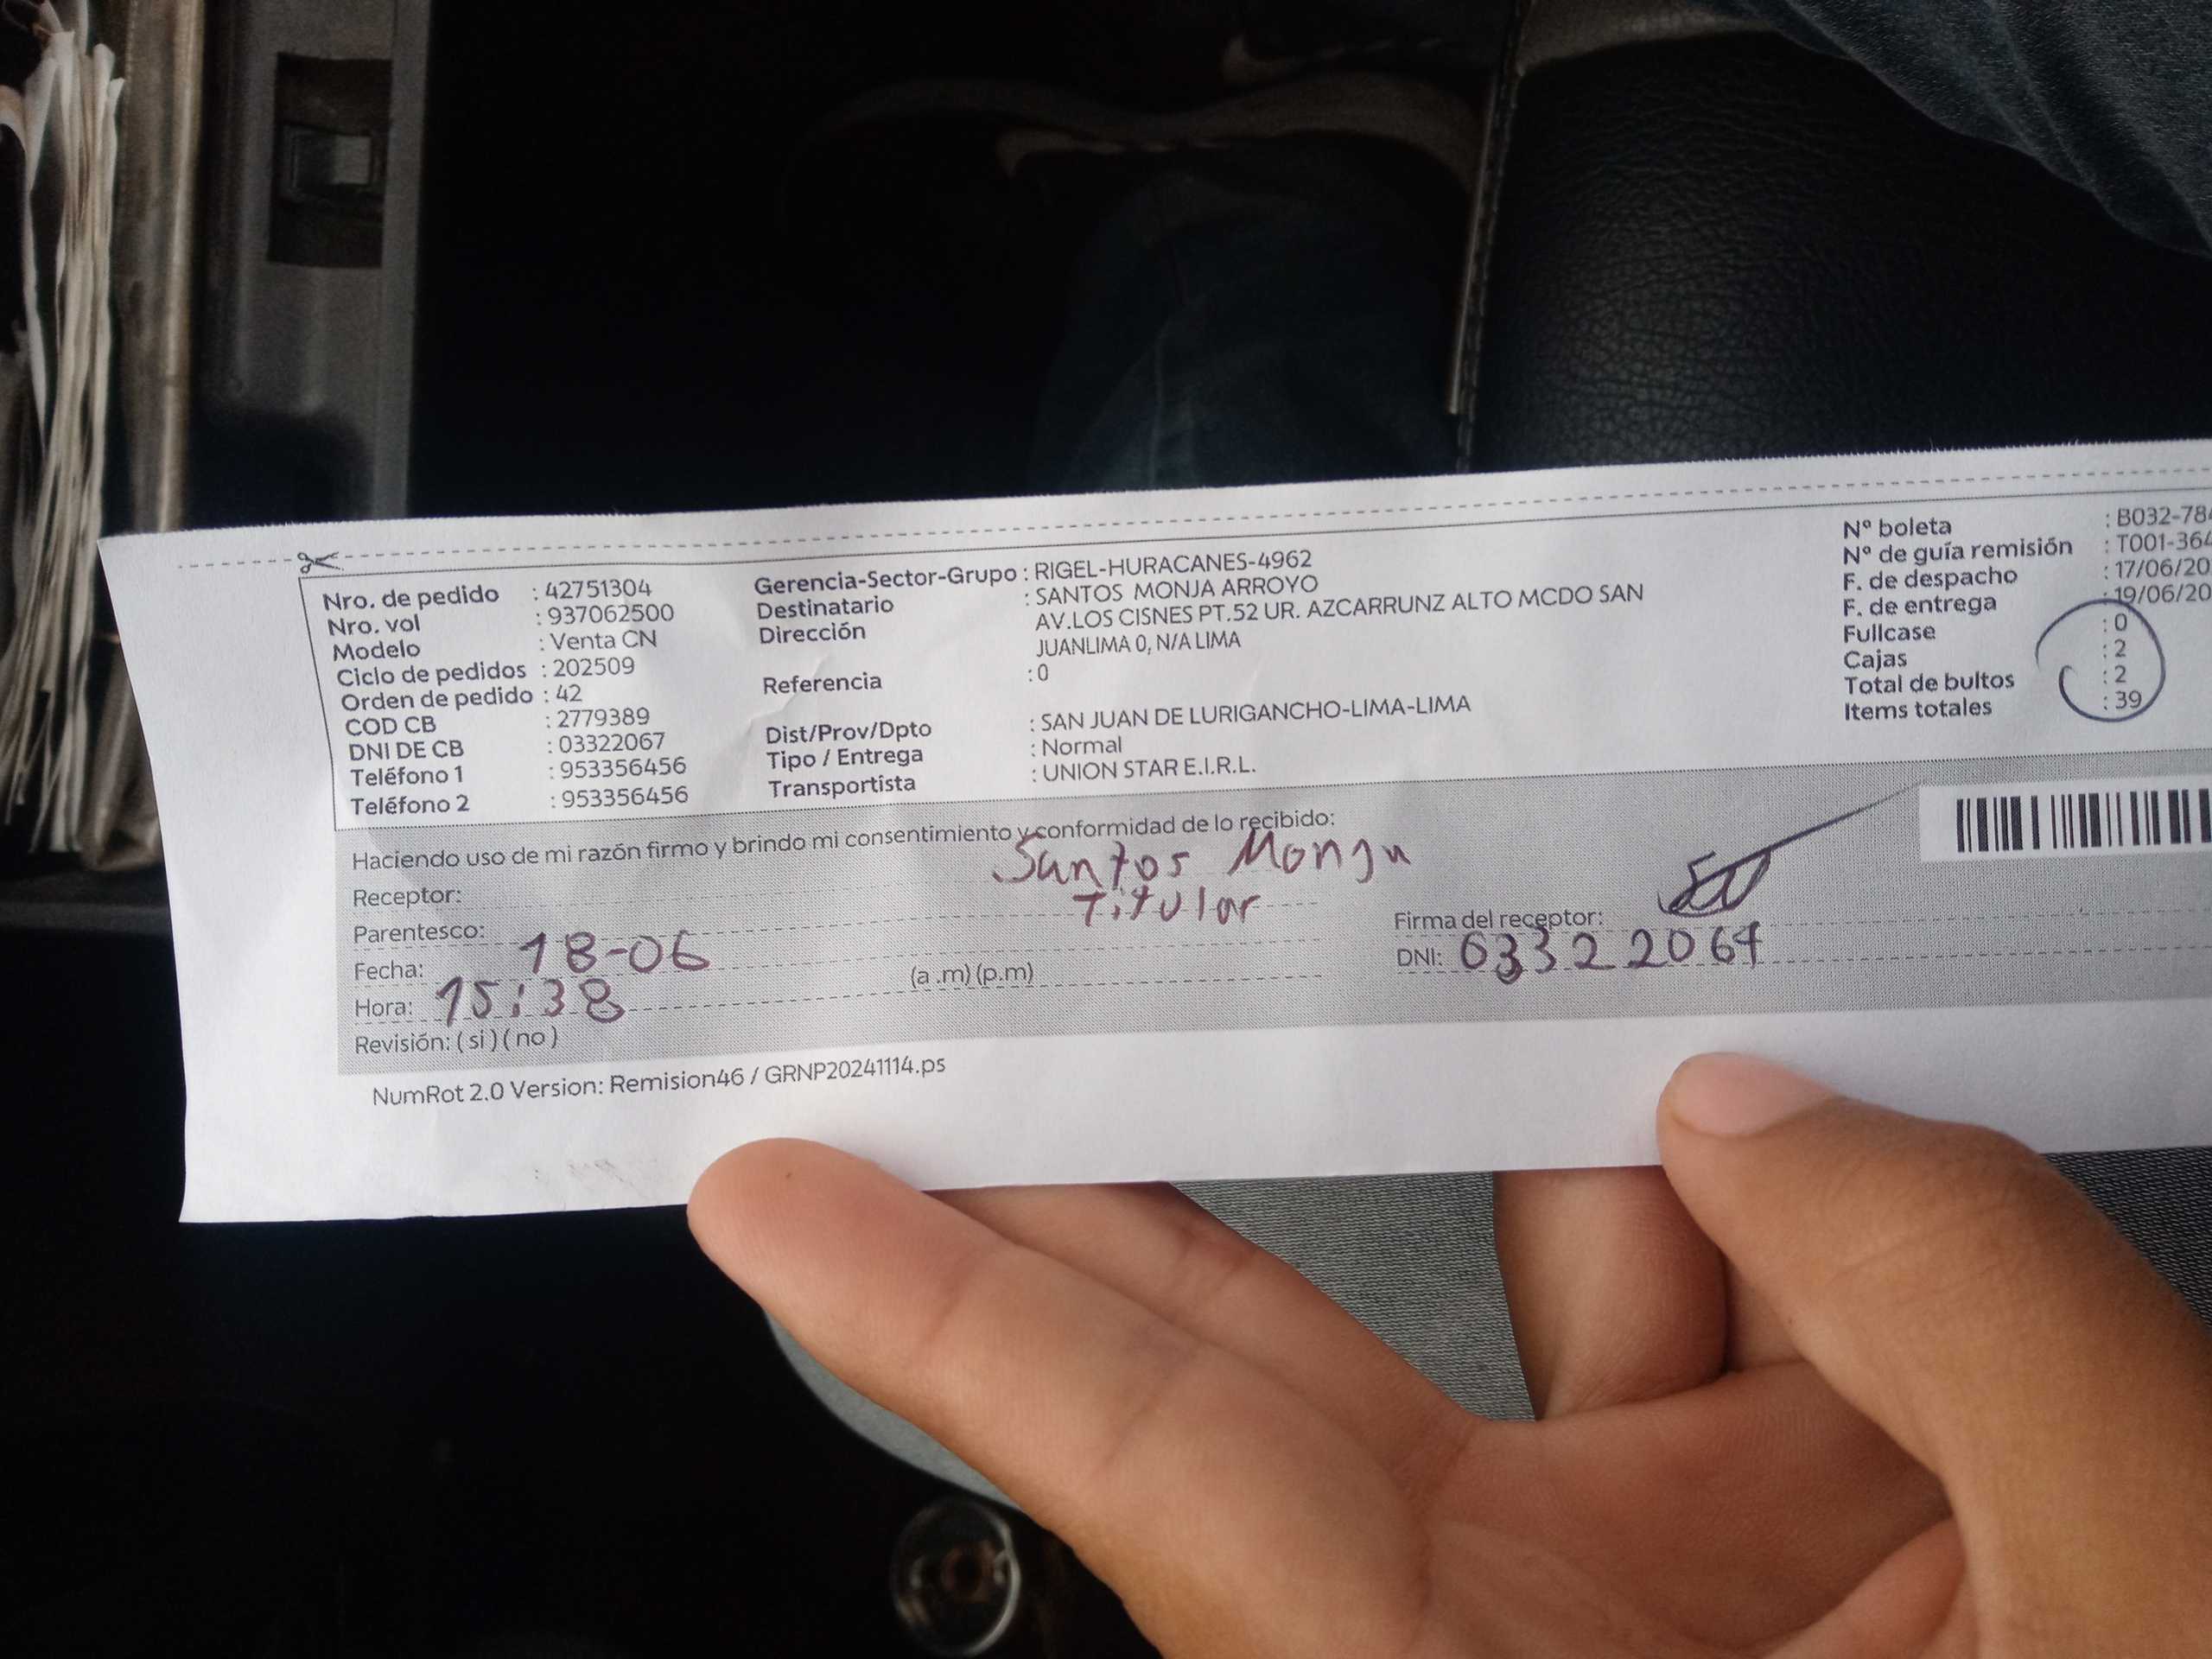 Nro. de pedido : 42751304
Nro. vol : 937062500
Modelo : Venta CN
Ciclo de pedidos : 202509
Orden de pedido : 42
COD CB : 2779389
DNI DE CB : 03322067
Teléfono 1 : 953356456
Teléfono 2 : 953356456
Gerencia-Sector-Grupo : RIGEL-HURACANES-4962
Destinatario : SANTOS MONJA ARROYO
Dirección AV.LOS CISNES PT.52 UR. AZCARRUNZ ALTO MCDO SAN
JUANLIMA 0, N/A LIMA
Referencia : 0
Dist/Prov/Dpto : SAN JUAN DE LURIGANCHO-LIMA-LIMA
Tipo / Entrega : Normal
Transportista : UNION STAR E.I.R.L.
Nº boleta : B032-784
Nº de guía remisión : T001-364
F. de despacho : 17/06/20
F. de entrega : 19/06/20
Fullcase : 0
Cajas : 2
Total de bultos : 2
Items totales : 39
Haciendo uso de mi razón firmo y brindo mi consentimiento y conformidad de lo recibido:
Receptor: Santos Monja
Parentesco: Titular
Fecha: 18-06
Hora: 15:38 (a .m) (p.m)
Revisión: ( si ) ( no )
Firma del receptor:
DNI: 03322067
NumRot 2.0 Version: Remision46 / GRNP20241114.ps